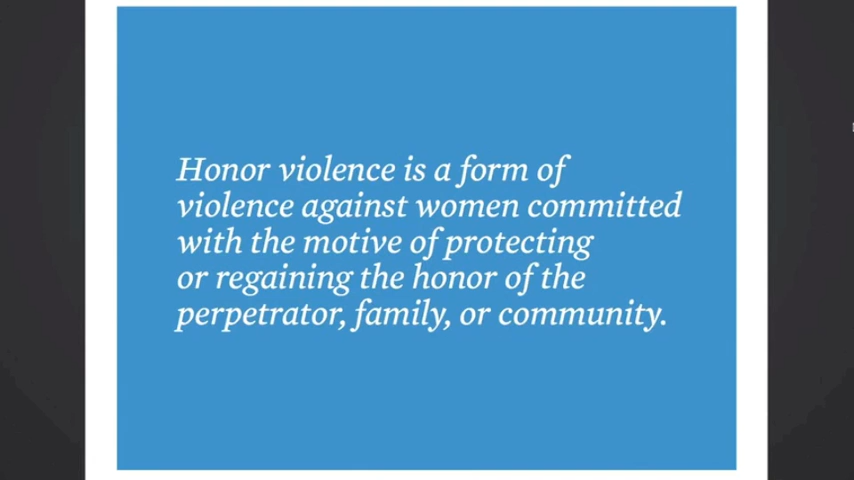 Honor violence is a form of
violence against women committed
with the motive of protecting
or regaining the honor of the
perpetrator, family, or community.